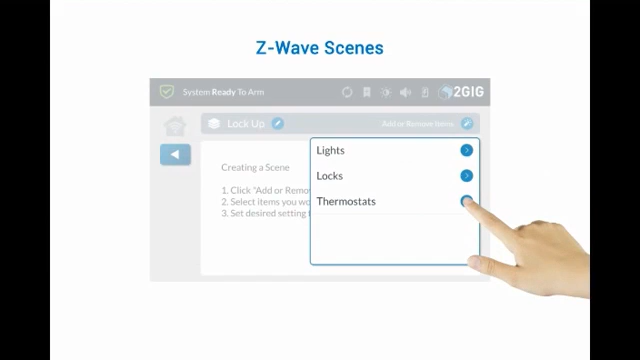 Z-Wave Scenes
System Ready To Arm
2GIG
Lock Up
Add or Remove Items
Lights
Locks
Thermostats
Creating a Scene
1. Click "Add or Remov
2. Select items you wo
3. Set desired setting